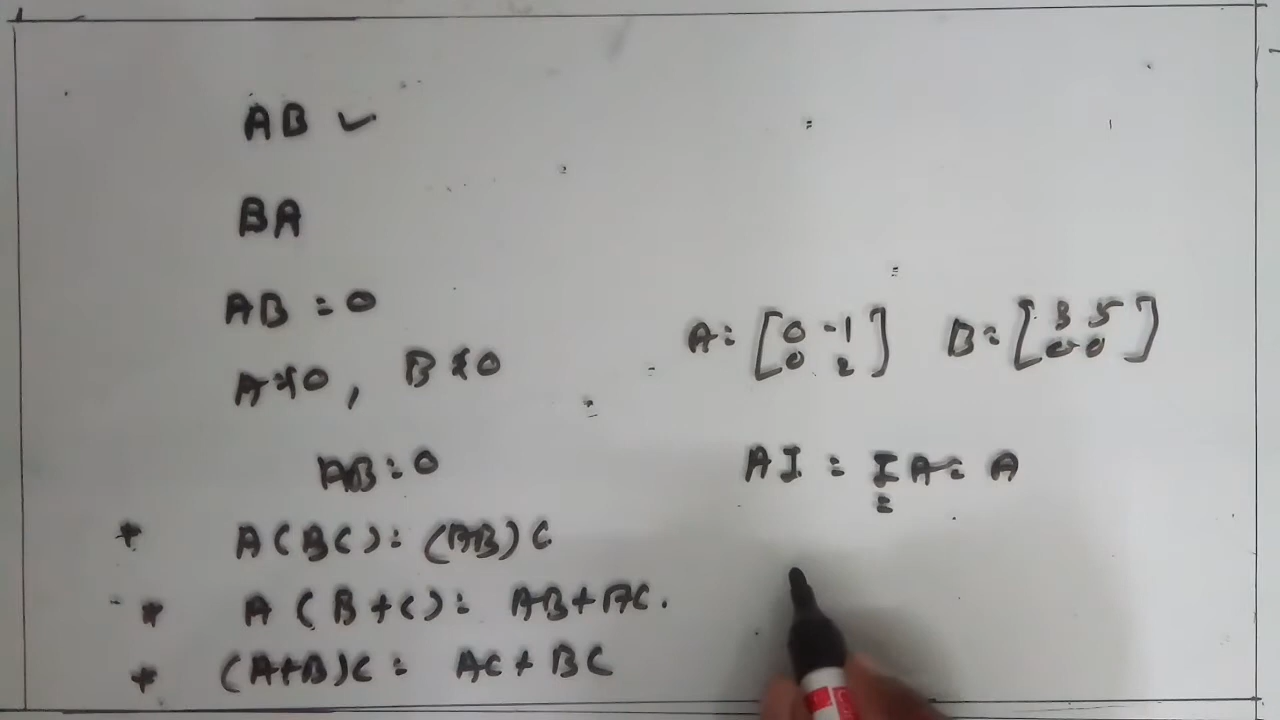 AB ✓
BA
AB = 0
A ≠ 0, B ≠ 0
AB = 0
* A(BC) = (AB)C
* A(B+C) = AB+AC.
* (A+B)C = AC+BC
A = [0 -1
0 2]
B = [3 5
0 0]
AI = IA = A